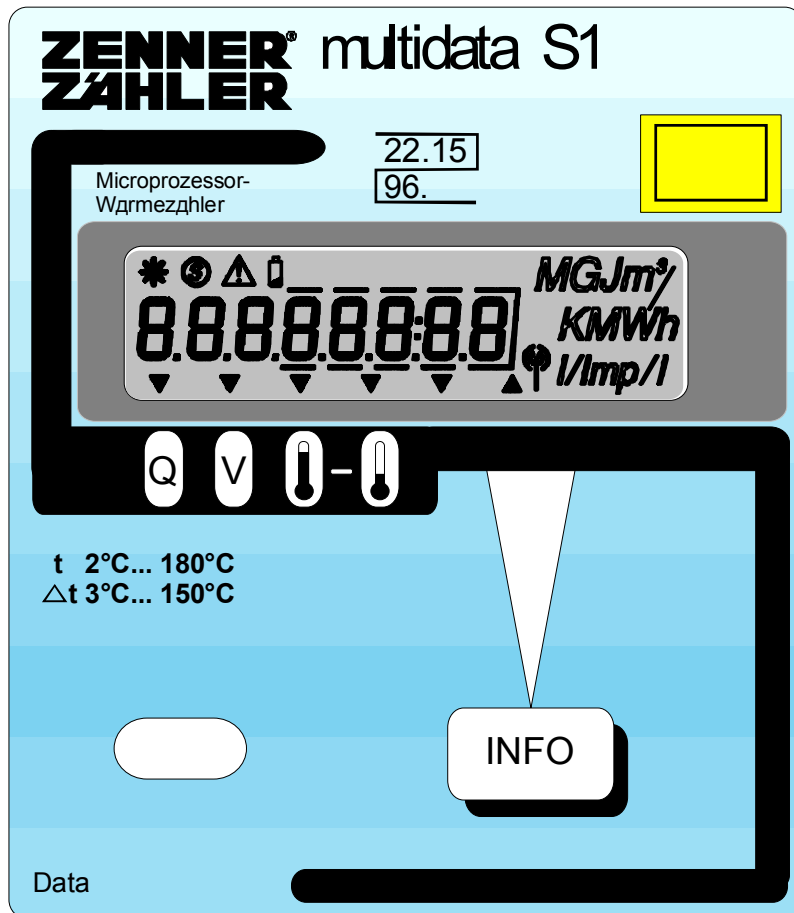 ZENNER® multidata S1
ZÄHLER
22.15
96.
Microprozessor-
Wдrmezдhler
MGJm³/
8.8.8.8.8.8:8.8
KMWh
l/Imp/l
Q V –
t 2°C... 180°C
△t 3°C... 150°C
INFO
Data